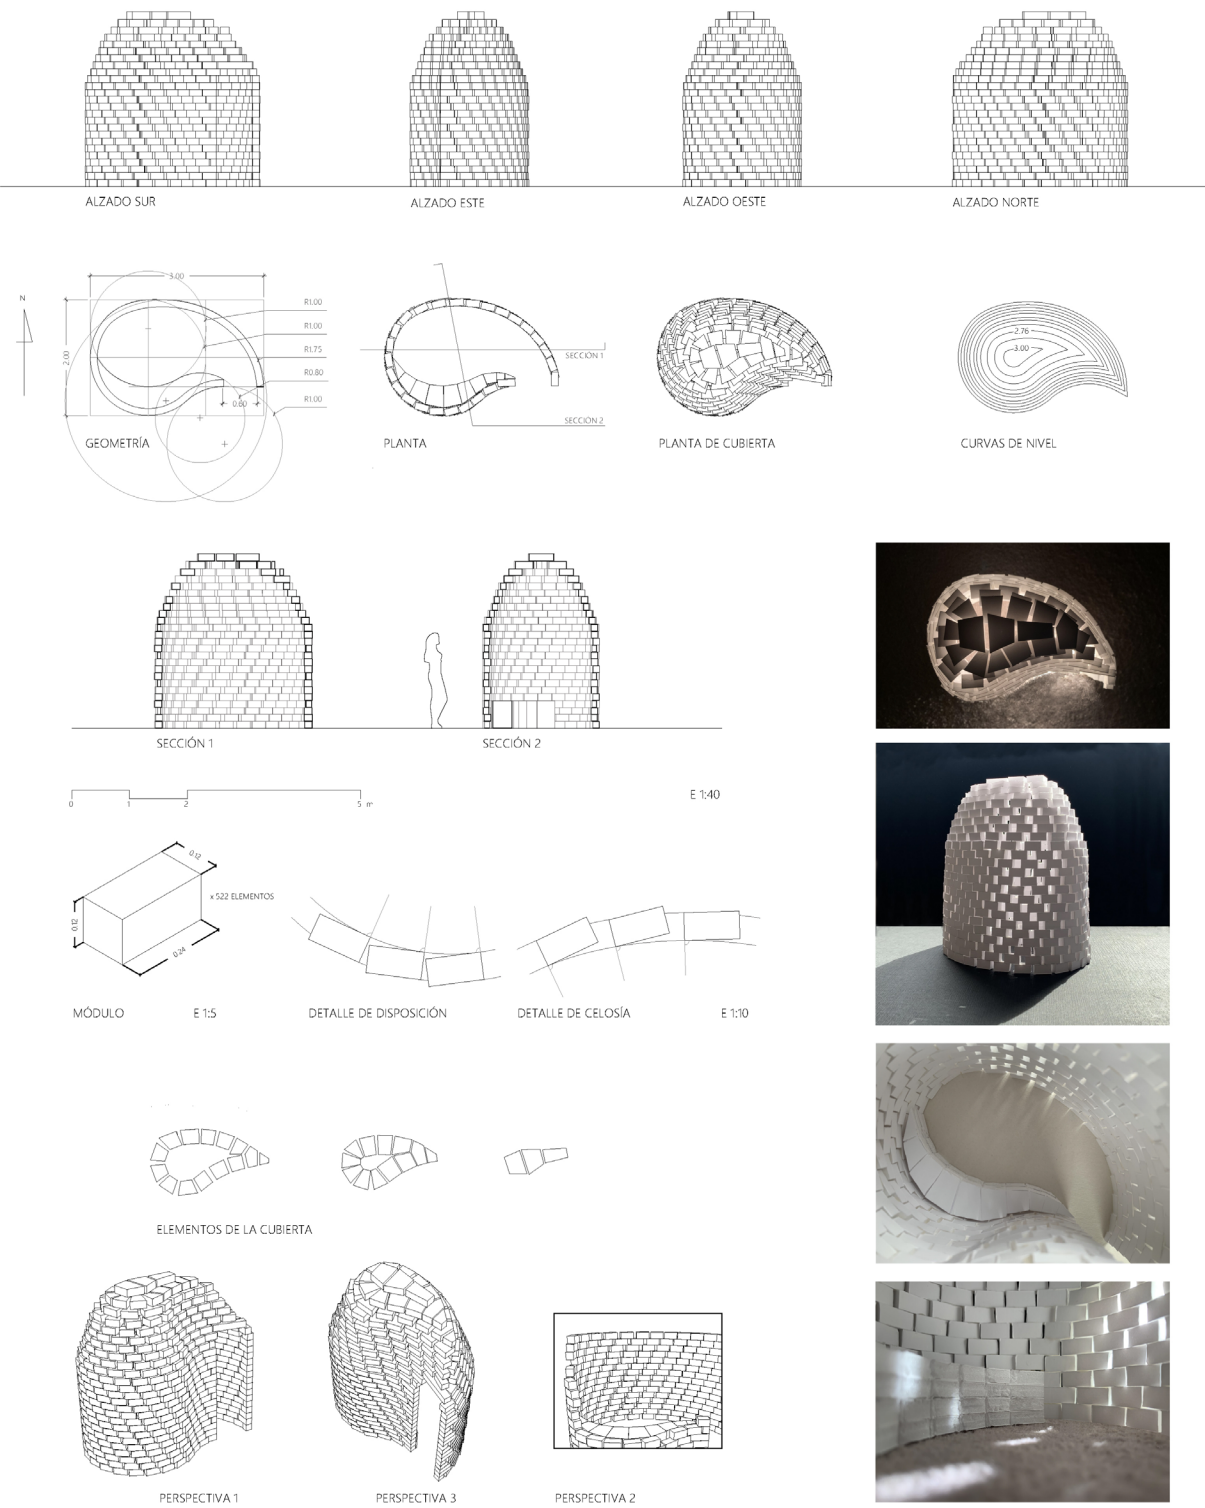 ALZADO SUR
ALZADO ESTE
ALZADO OESTE
ALZADO NORTE
N
3.00
2.00
R1.00
R1.00
R1.75
R0.80
R1.00
0.60
GEOMETRÍA
SECCIÓN 1
SECCIÓN 2
PLANTA
PLANTA DE CUBIERTA
2.76
3.00
CURVAS DE NIVEL
SECCIÓN 1
SECCIÓN 2
0 1 2 5 m
E 1:40
0.12
0.12
0.24
x 522 ELEMENTOS
MÓDULO
E 1:5
DETALLE DE DISPOSICIÓN
DETALLE DE CELOSÍA
E 1:10
ELEMENTOS DE LA CUBIERTA
PERSPECTIVA 1
PERSPECTIVA 3
PERSPECTIVA 2